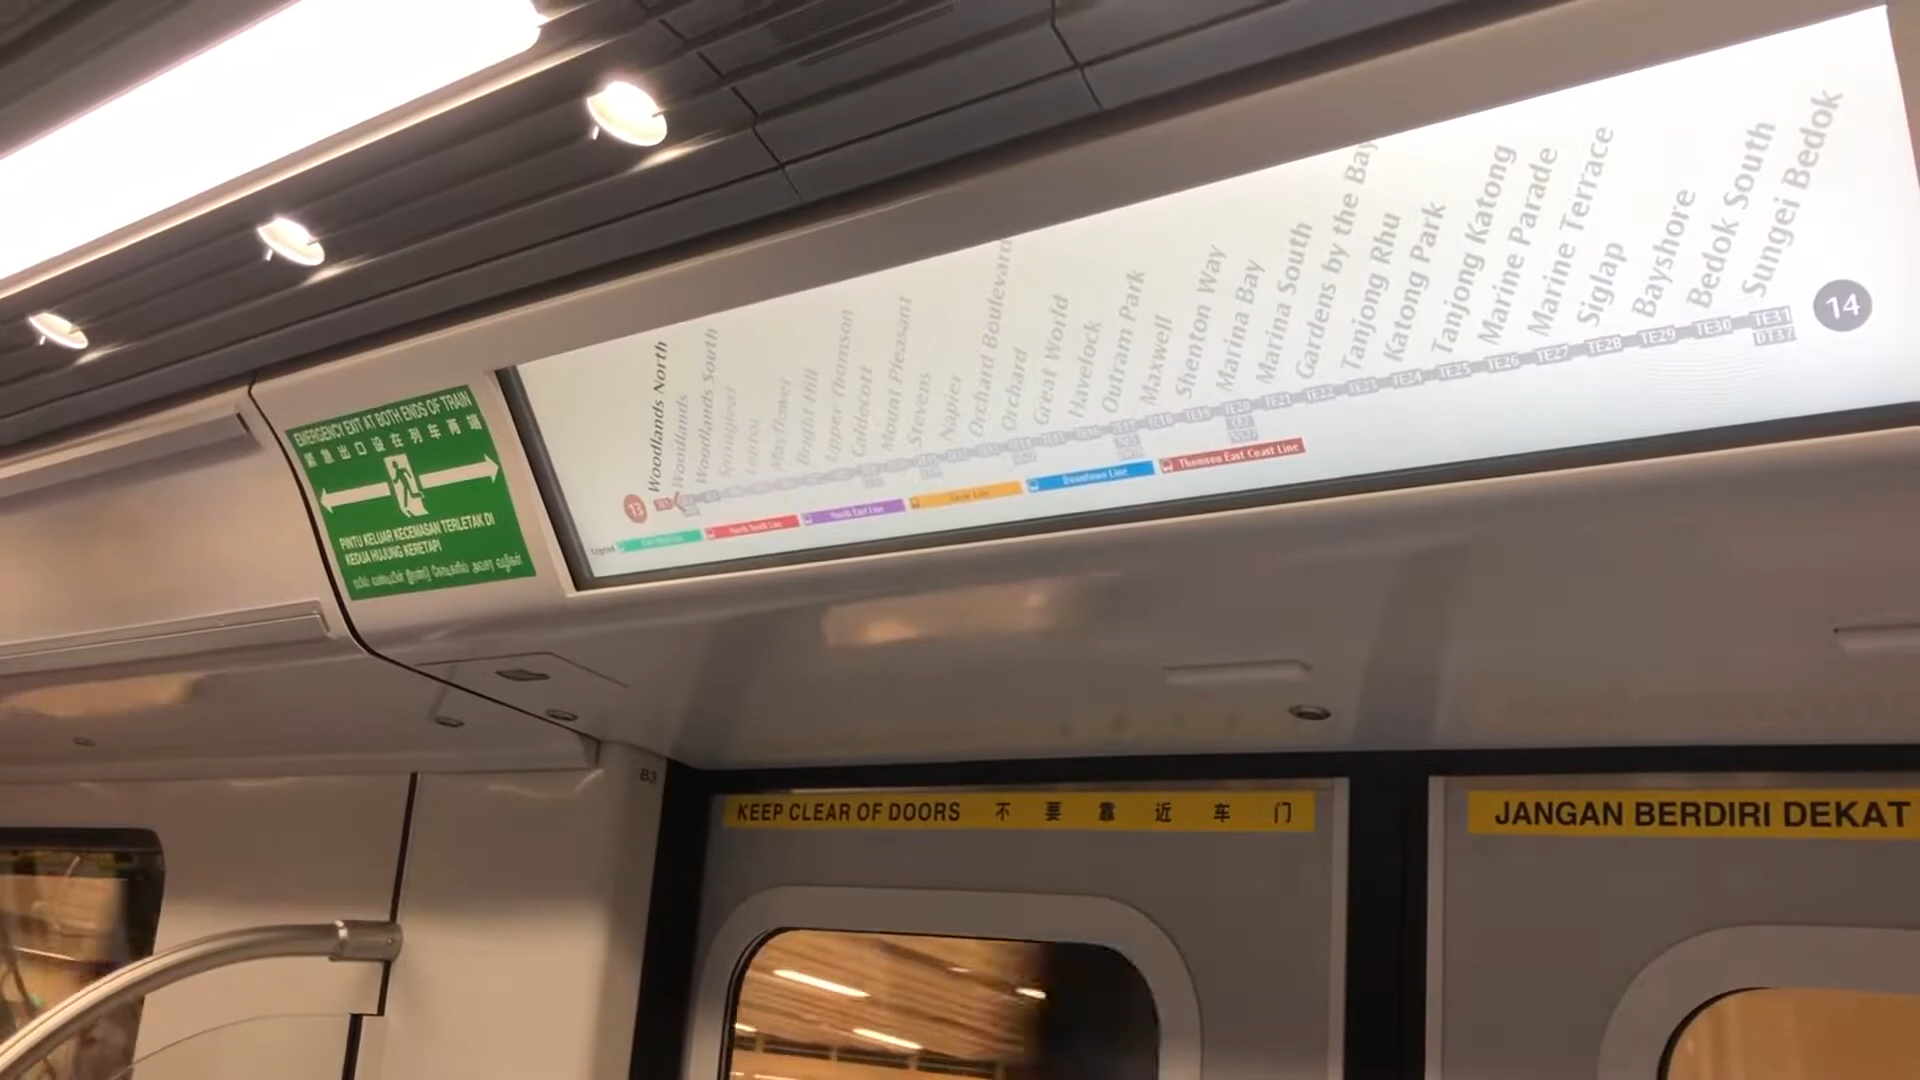 EMERGENCY EXIT AT BOTH ENDS OF TRAIN
紧 急 出 口 设 在 列 车 两 端
PINTU KELUAR KECEMASAN TERLETAK DI
KEDUA HUJUNG KERETAPI
Woodlands North
Woodlands
Woodlands South
Springleaf
Lentor
Mayflower
Bright Hill
Upper Thomson
Caldecott
Mount Pleasant
Stevens
Napier
Orchard Boulevard
Orchard
Great World
Havelock
Outram Park
Maxwell
Shenton Way
Marina Bay
Marina South
Gardens by the Bay
Tanjong Rhu
Katong Park
Tanjong Katong
Marine Parade
Marine Terrace
Siglap
Bayshore
Bedok South
Sungei Bedok
13
TE18 TE19 TE20 TE21 TE22 TE23 TE24 TE25 TE26 TE27 TE28 TE29 TE30 TE31
DT37
14
Legend
North South Line
North East Line
Circle Line
Downtown Line
Thomson East Coast Line
B3
KEEP CLEAR OF DOORS 不 要 靠 近 车 门
JANGAN BERDIRI DEKAT